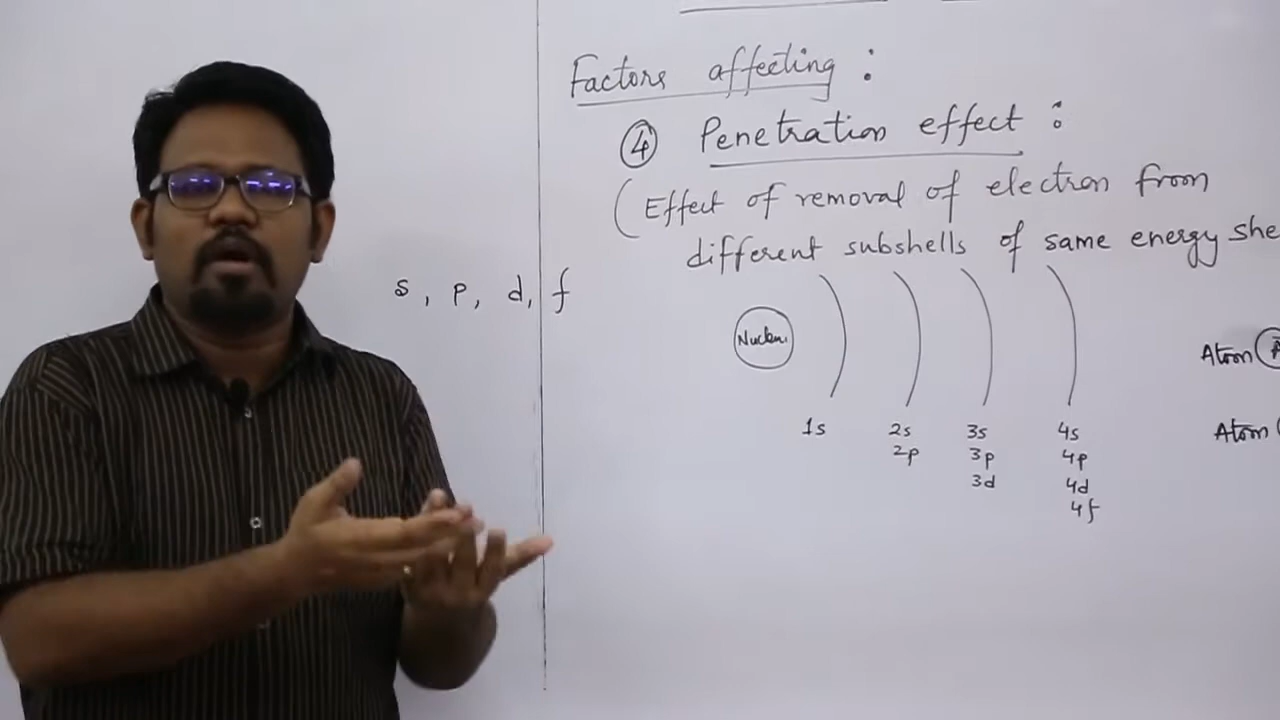 Factors affecting :
④ Penetration effect :
(Effect of removal of electron from
different subshells of same energy she
s, p, d, f
Atom A
Atom
1s 2s 3s 4s
2p 3p 4p
3d 4d
4f